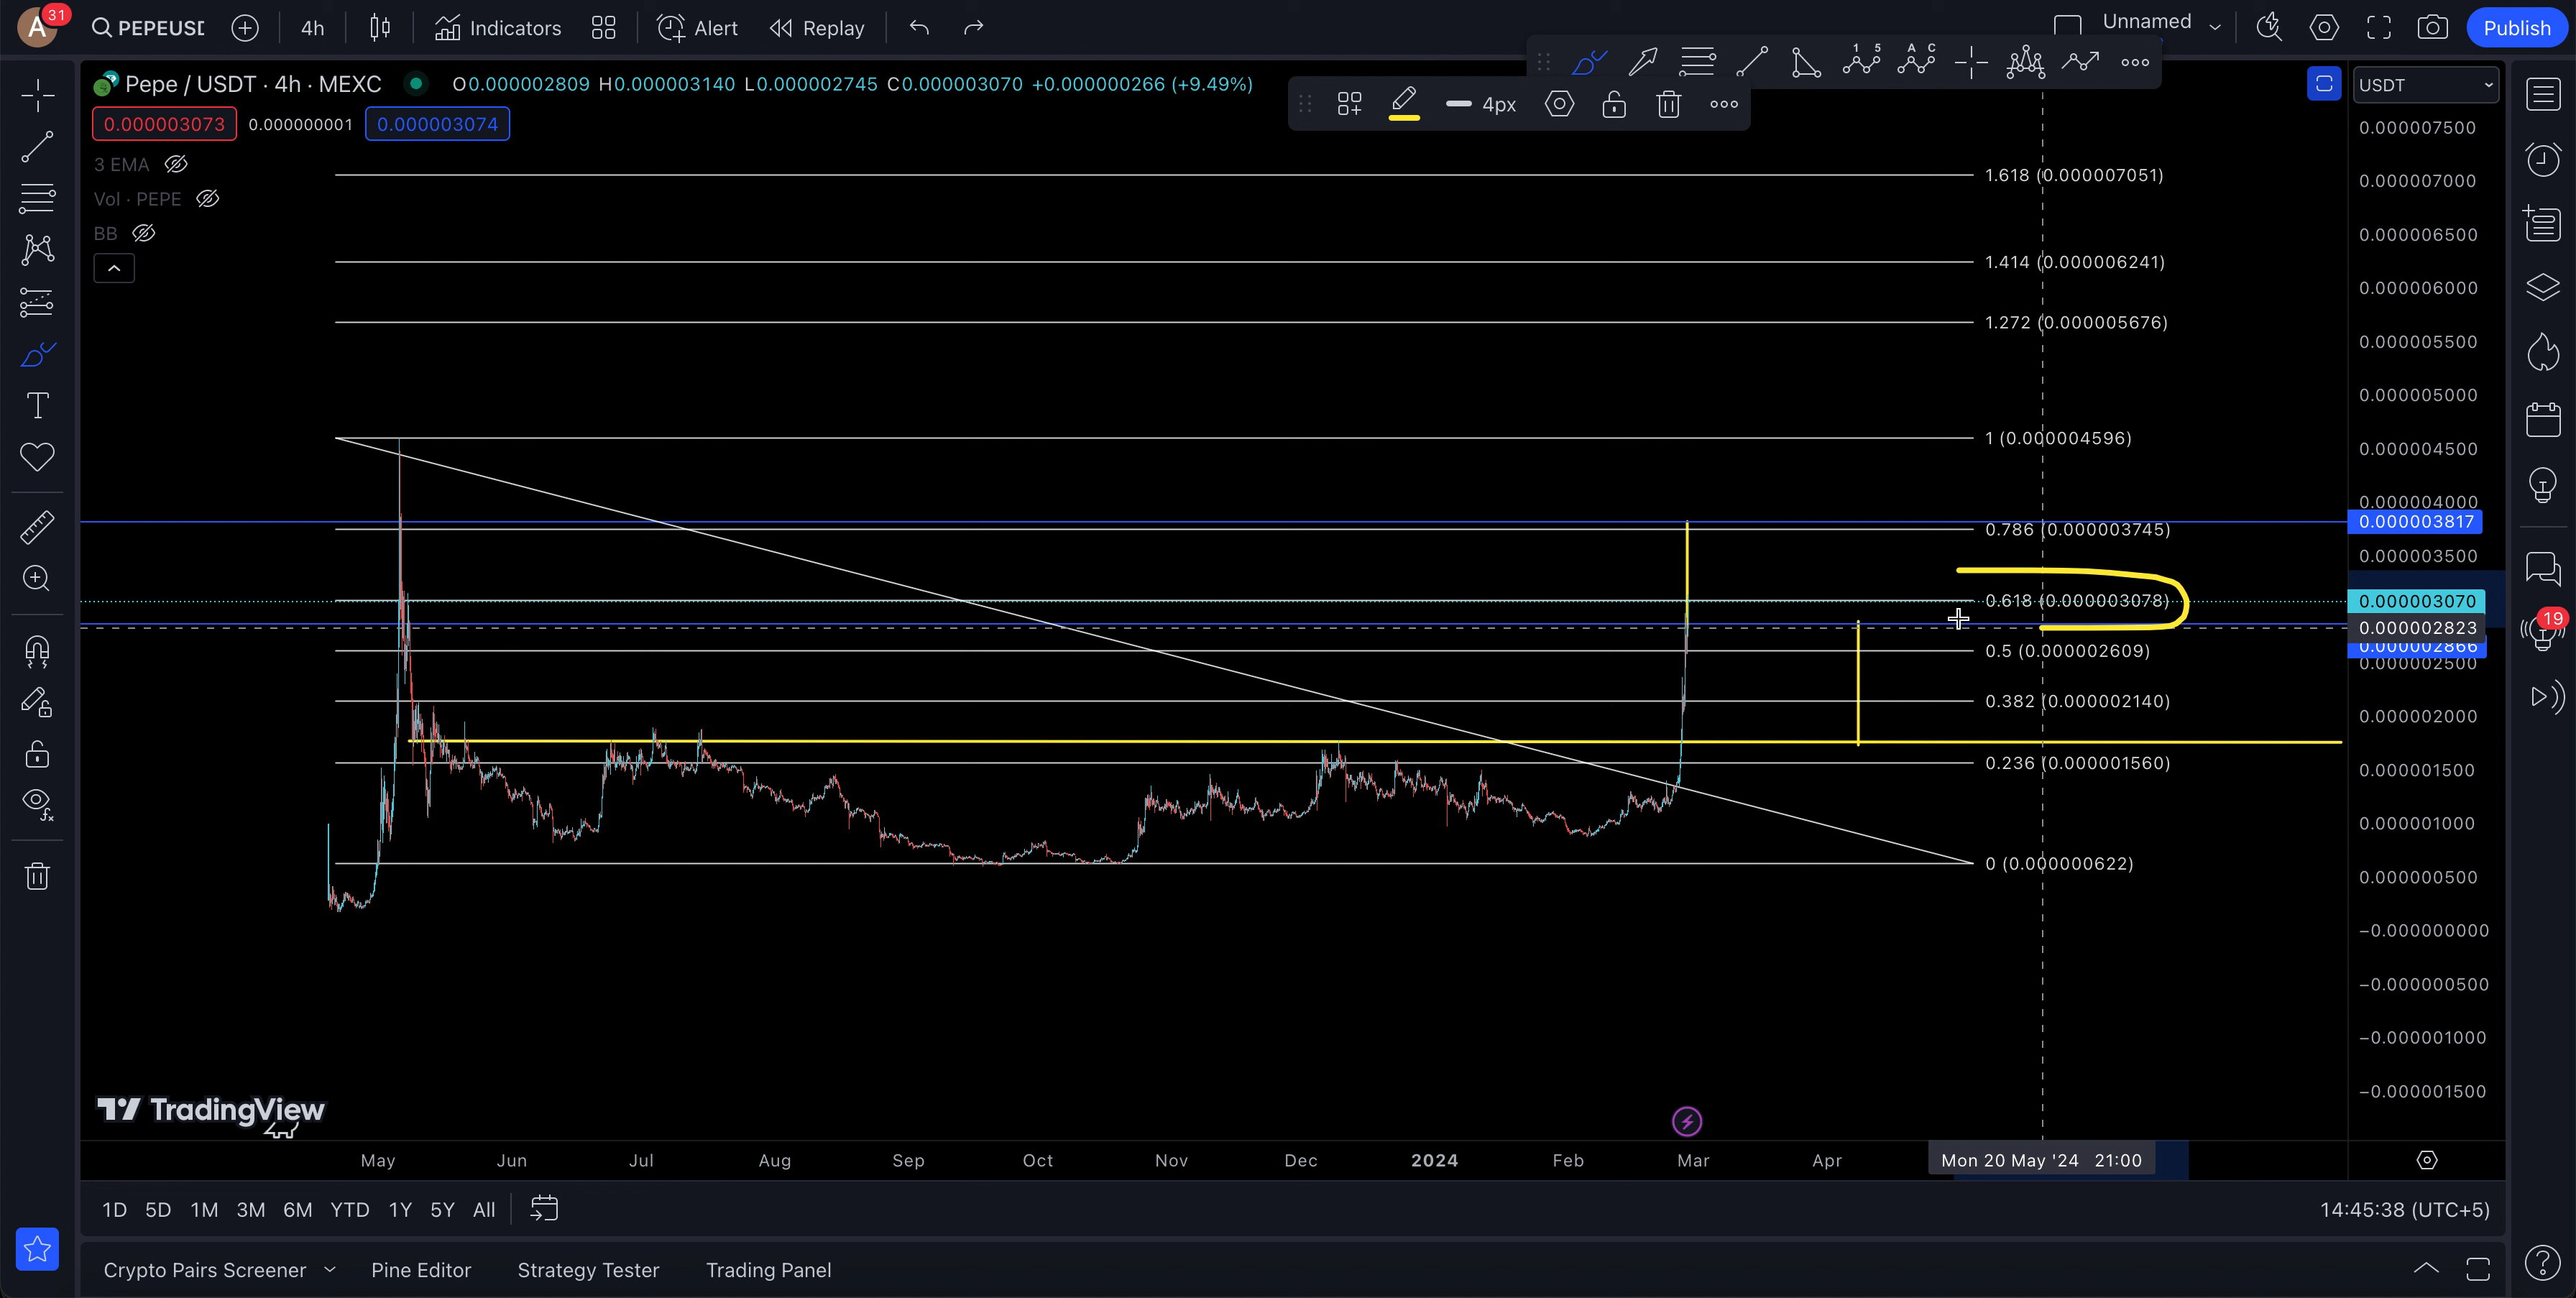 A
31
PEPEUSD
4h
Indicators
Alert
Replay
Unnamed
Publish
1 5
A C
Pepe / USDT · 4h · MEXC
O0.000002809 H0.000003140 L0.000002745 C0.000003070 +0.000000266 (+9.49%)
4px
USDT
0.000003073
0.000000001
0.000003074
3 EMA
Vol · PEPE
BB
1.618 (0.000007051)
1.414 (0.000006241)
1.272 (0.000005676)
1 (0.000004596)
0.786 (0.000003745)
0.618 (0.000003078)
0.5 (0.000002609)
0.382 (0.000002140)
0.236 (0.000001560)
0 (0.000000622)
0.000007500
0.000007000
0.000006500
0.000006000
0.000005500
0.000005000
0.000004500
0.000004000
0.000003817
0.000003500
0.000003070
0.000002823
0.000002866
0.000002500
0.000002000
0.000001500
0.000001000
0.000000500
−0.000000000
−0.000000500
−0.000001000
−0.000001500
19
TradingView
May
Jun
Jul
Aug
Sep
Oct
Nov
Dec
2024
Feb
Mar
Apr
Mon 20 May '24 21:00
1D 5D 1M 3M 6M YTD 1Y 5Y All
14:45:38 (UTC+5)
Crypto Pairs Screener
Pine Editor
Strategy Tester
Trading Panel